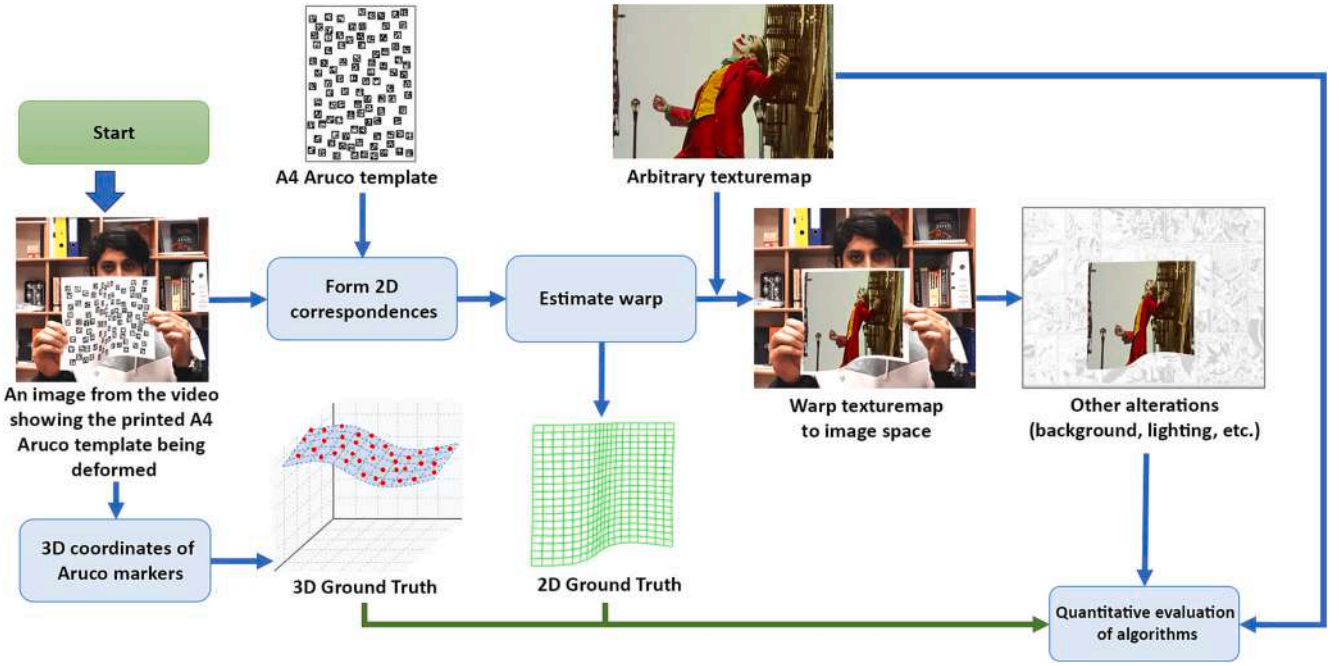 Start
A4 Aruco template
Arbitrary texturemap
Form 2D
correspondences
Estimate warp
An image from the video
showing the printed A4
Aruco template being
deformed
Warp texturemap
to image space
Other alterations
(background, lighting, etc.)
3D coordinates of
Aruco markers
3D Ground Truth
2D Ground Truth
Quantitative evaluation
of algorithms